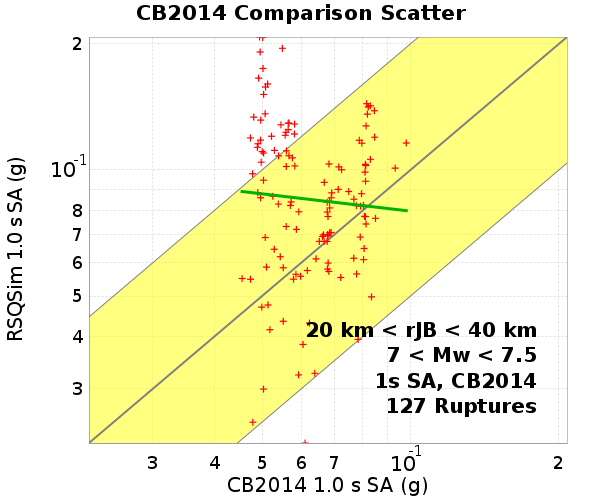 CB2014 Comparison Scatter
RSQSim 1.0 s SA (g)
2
10-1
8
7
6
5
4
3
20 km < rJB < 40 km
7 < Mw < 7.5
1s SA, CB2014
127 Ruptures
3 4 5 6 7 10-1 2
CB2014 1.0 s SA (g)